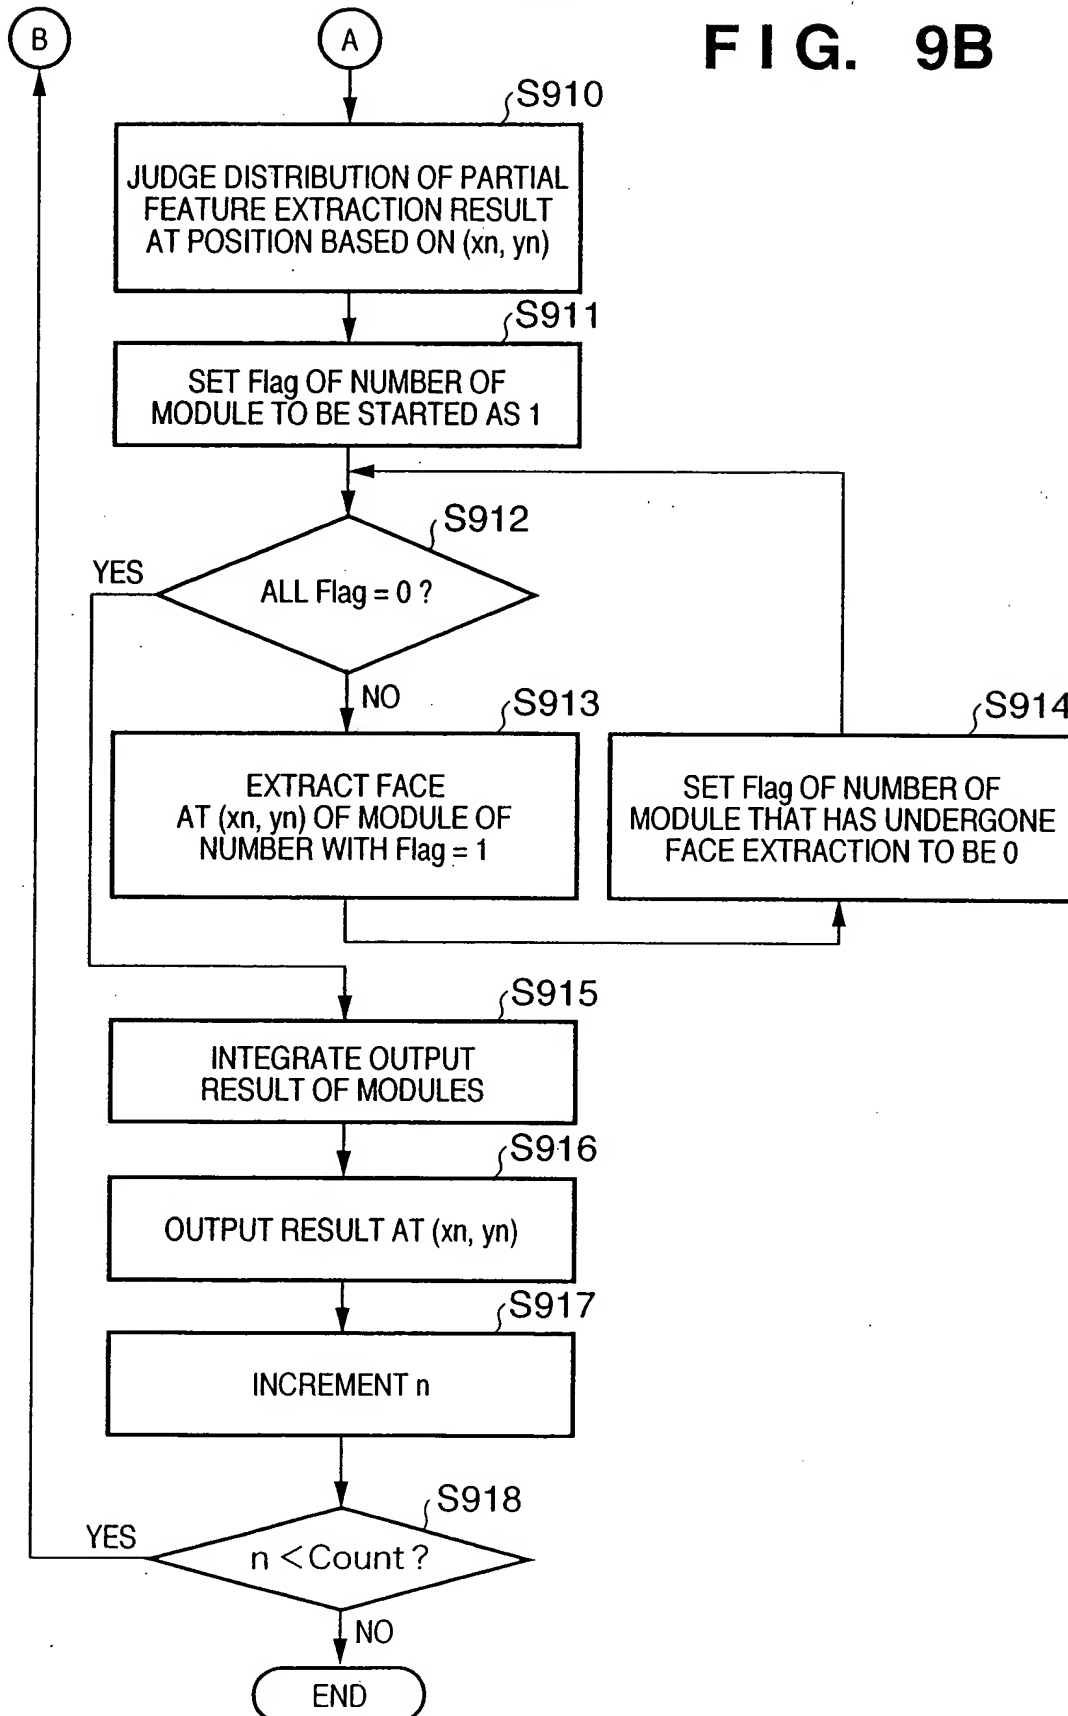 B
A
FIG. 9B
S910
JUDGE DISTRIBUTION OF PARTIAL
FEATURE EXTRACTION RESULT
AT POSITION BASED ON (xn, yn)
S911
SET Flag OF NUMBER OF
MODULE TO BE STARTED AS 1
S912
YES
ALL Flag = 0 ?
NO
S913
EXTRACT FACE
AT (xn, yn) OF MODULE OF
NUMBER WITH Flag = 1
S914
SET Flag OF NUMBER OF
MODULE THAT HAS UNDERGONE
FACE EXTRACTION TO BE 0
S915
INTEGRATE OUTPUT
RESULT OF MODULES
S916
OUTPUT RESULT AT (xn, yn)
S917
INCREMENT n
S918
YES
n < Count ?
NO
END